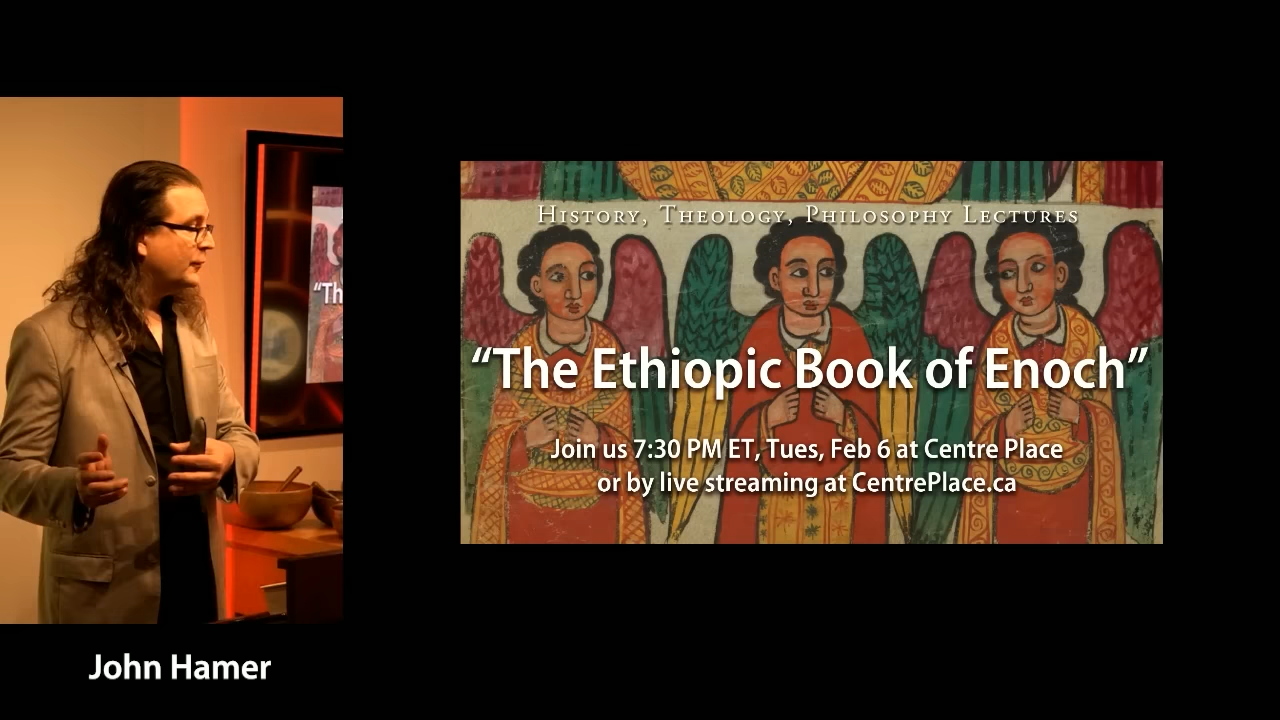 History, Theology, Philosophy Lectures
“The Ethiopic Book of Enoch”
Join us 7:30 PM ET, Tues, Feb 6 at Centre Place
or by live streaming at CentrePlace.ca
“Th
John Hamer